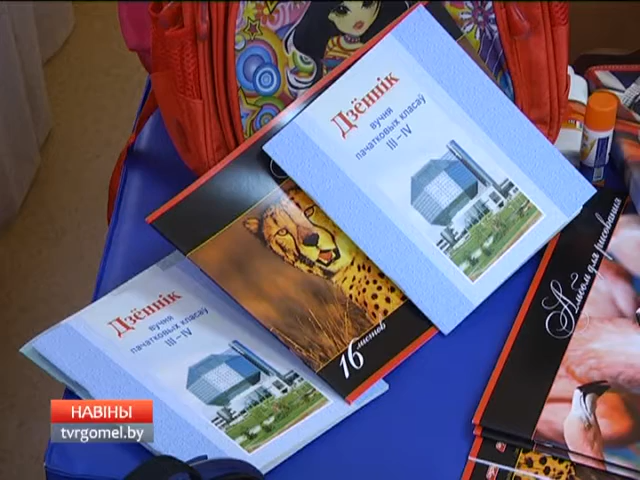 Дзённік
вучня
пачатковых класаў
III – IV
Дзённік
вучня
пачатковых класаў
III – IV
16 листов
Альбом для рисования
НАВІНЫ
tvrgomel.by